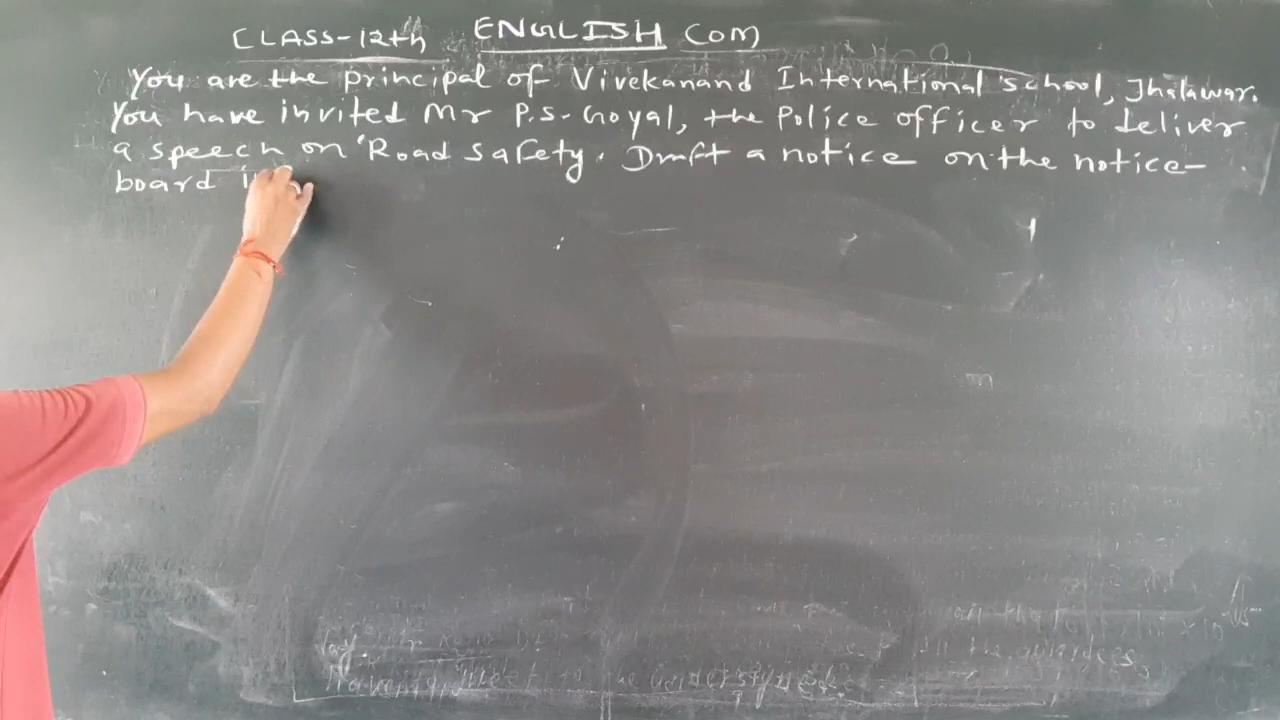 CLASS-12th ENGLISH COM
You are the principal of Vivekanand International school, Jhalawar.
You have invited Mr P.S. Goyal, the Police officer to deliver
a speech on 'Road safety. Draft a notice on the notice-
board